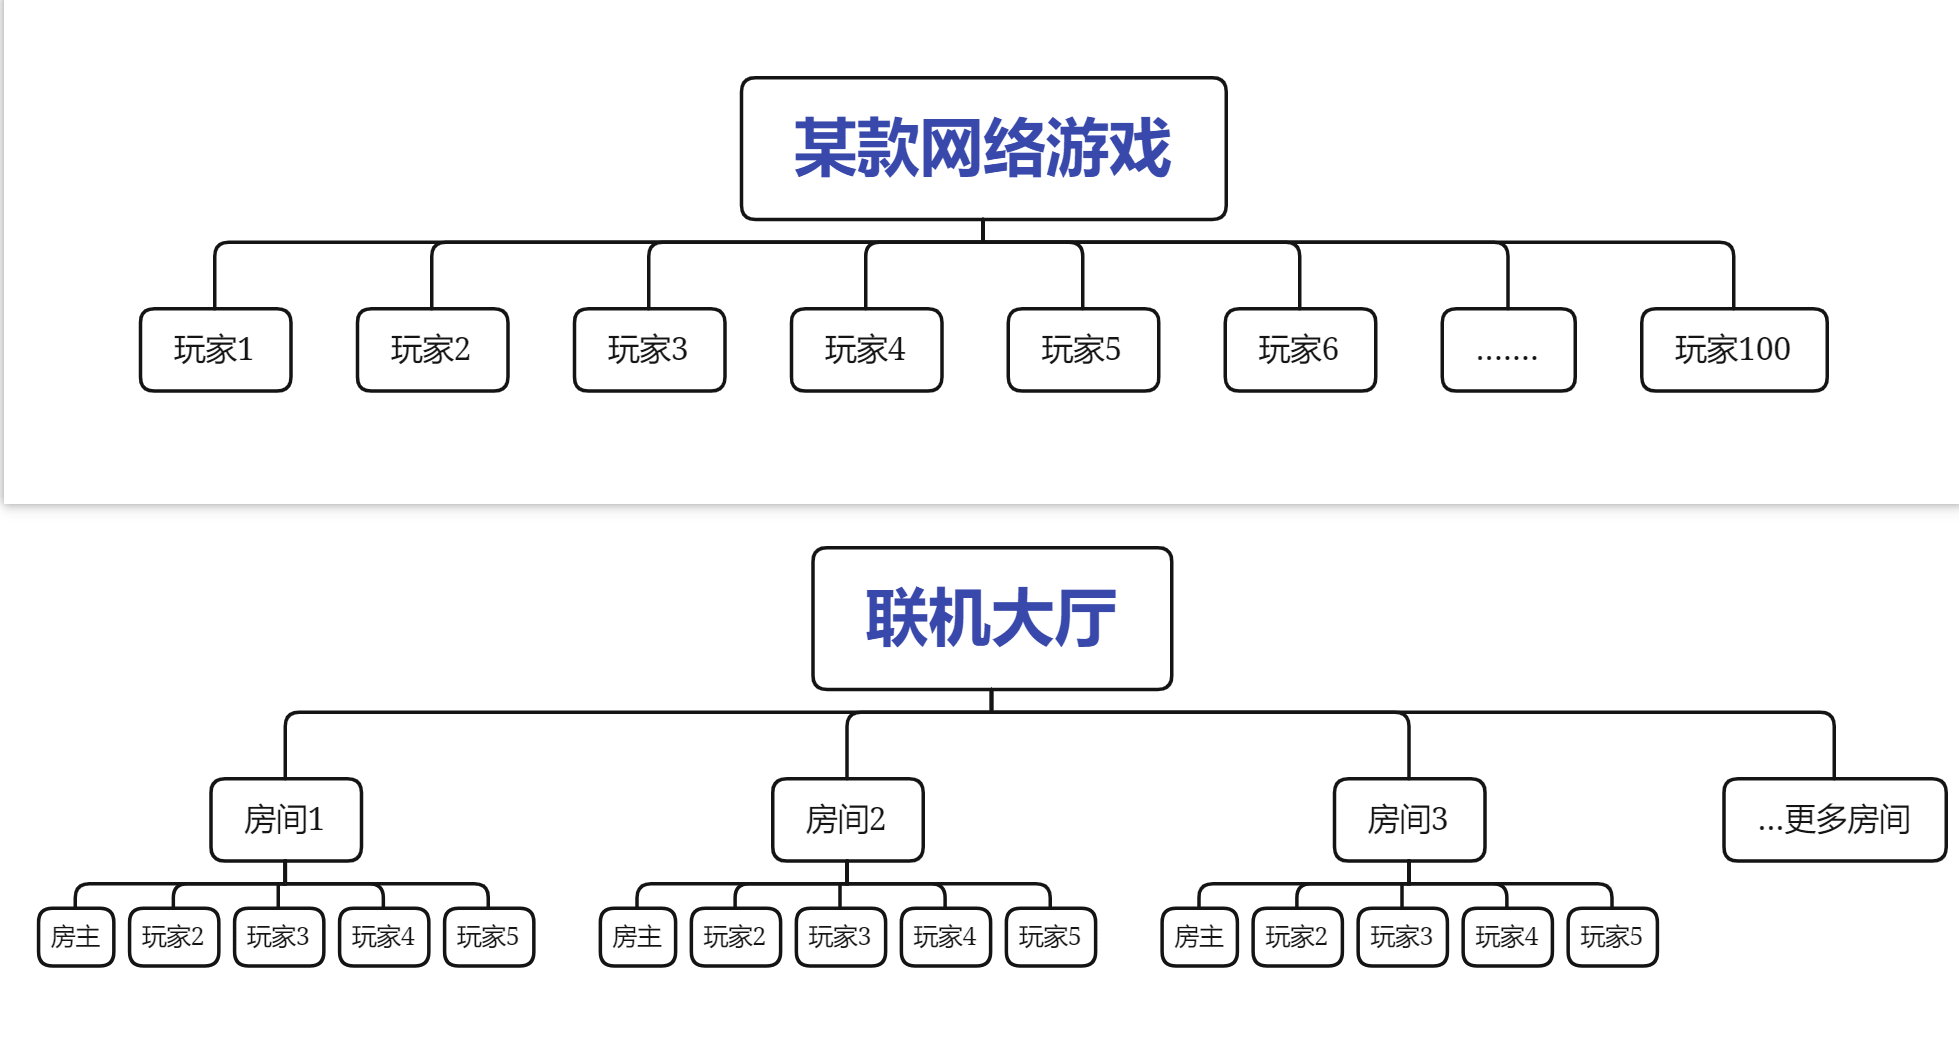 某款网络游戏
玩家1 玩家2 玩家3 玩家4 玩家5 玩家6 ....... 玩家100
联机大厅
房间1 房间2 房间3 ...更多房间
房主 玩家2 玩家3 玩家4 玩家5 房主 玩家2 玩家3 玩家4 玩家5 房主 玩家2 玩家3 玩家4 玩家5